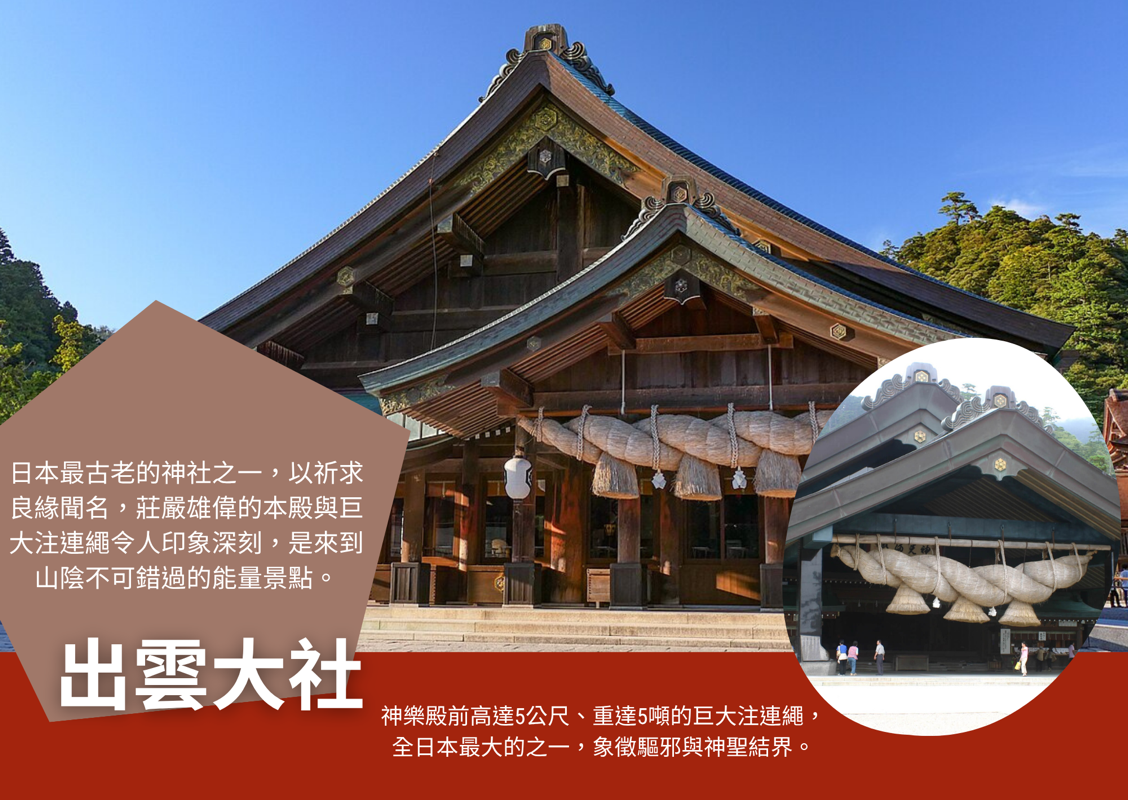 日本最古老的神社之一，以祈求
良緣聞名，莊嚴雄偉的本殿與巨
大注連繩令人印象深刻，是來到
山陰不可錯過的能量景點。
出雲大社
神樂殿前高達5公尺、重達5噸的巨大注連繩，
全日本最大的之一，象徵驅邪與神聖結界。